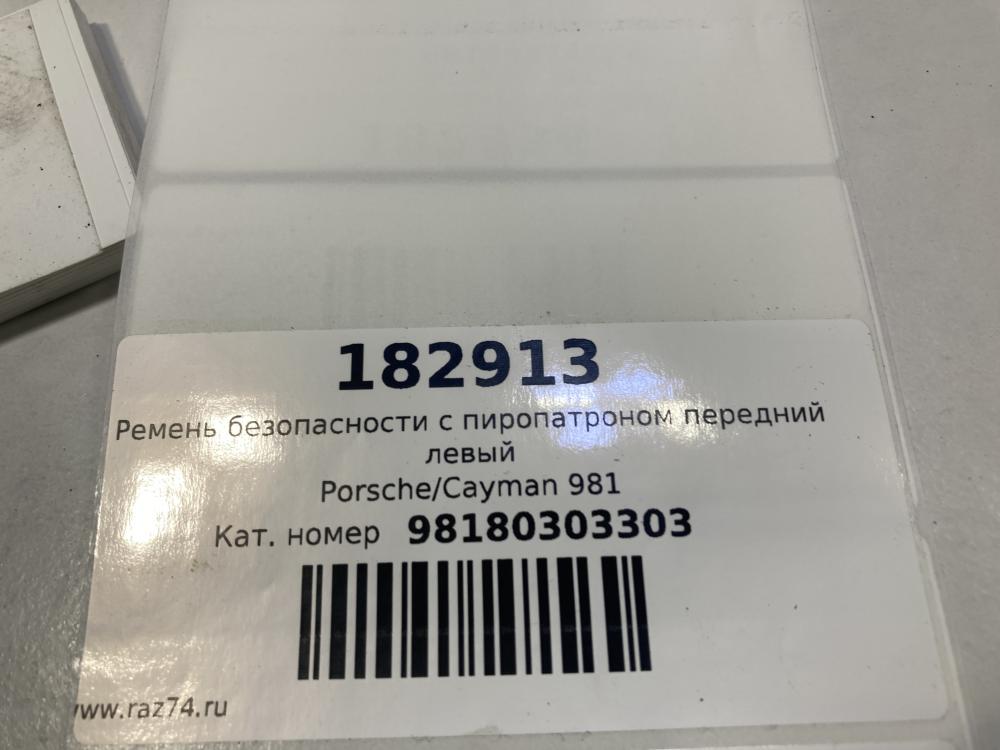 182913
Ремень безопасности с пиропатроном передний
левый
Porsche/Cayman 981
Кат. номер 98180303303
www.raz74.ru